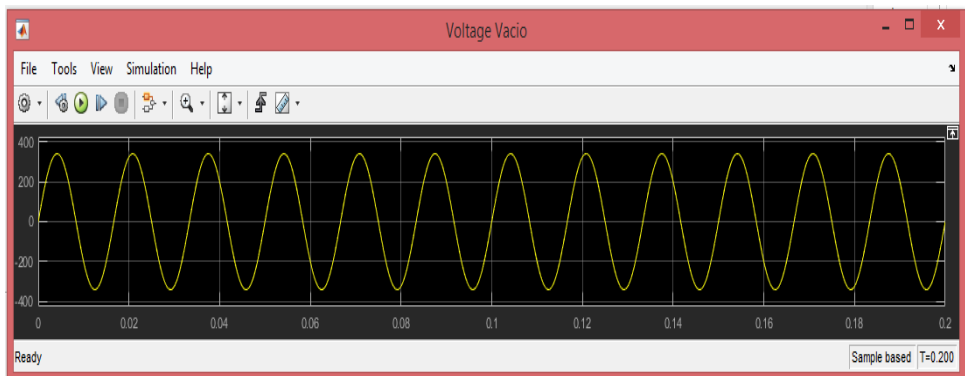 Voltage Vacio
File Tools View Simulation Help
400
200
0
-200
-400
0 0.02 0.04 0.06 0.08 0.1 0.12 0.14 0.16 0.18 0.2
Ready Sample based T=0.200